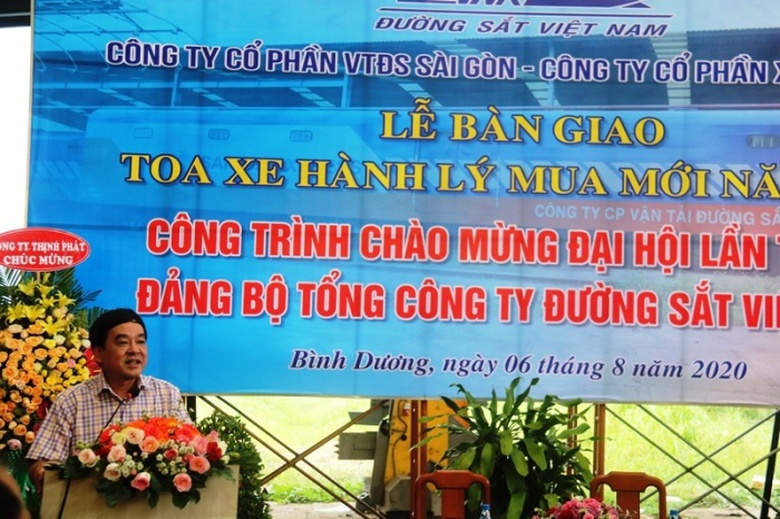 VNR
ĐƯỜNG SẮT VIỆT NAM
CÔNG TY CỔ PHẦN VTĐS SÀI GÒN - CÔNG TY CỔ PHẦN X
LỄ BÀN GIAO
TOA XE HÀNH LÝ MUA MỚI NĂ
CÔNG TY CP VẬN TẢI ĐƯỜNG SẮ
CÔNG TRÌNH CHÀO MỪNG ĐẠI HỘI LẦN
ĐẢNG BỘ TỔNG CÔNG TY ĐƯỜNG SẮT VI
Bình Dương, ngày 06 tháng 8 năm 2020
CÔNG TY THỊNH PHÁT
CHÚC MỪNG